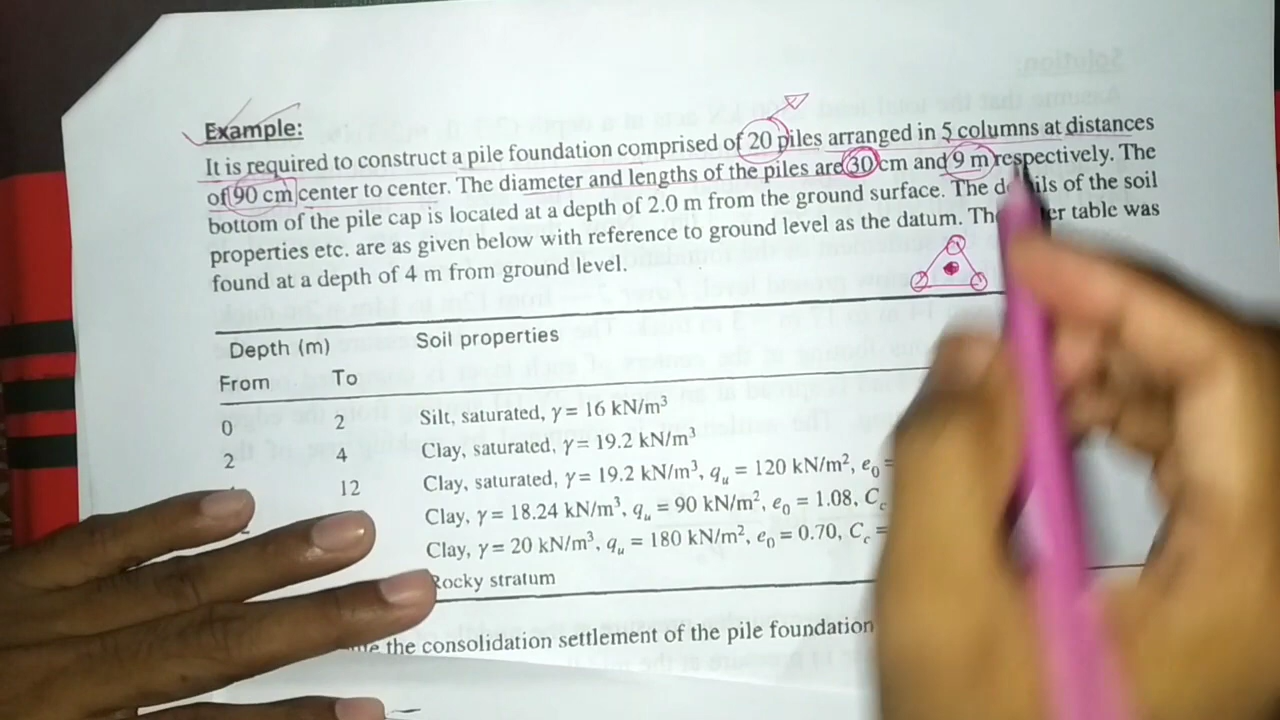 Example:
It is required to construct a pile foundation comprised of 20 piles arranged in 5 columns at distances
of 90 cm center to center. The diameter and lengths of the piles are 30 cm and 9 m respectively. The
bottom of the pile cap is located at a depth of 2.0 m from the ground surface. The of the soil
properties etc. are as given below with reference to ground level as the datum. table was
found at a depth of 4 m from ground level.
Depth (m) Soil properties
From To
0 2 Silt, saturated, γ = 16 kN/m³
2 4 Clay, saturated, γ = 19.2 kN/m³
12 Clay, saturated, γ = 19.2 kN/m³, qᵤ = 120 kN/m², e₀ =
Clay, γ = 18.24 kN/m³, qᵤ = 90 kN/m², e₀ = 1.08, C꜀
Clay, γ = 20 kN/m³, qᵤ = 180 kN/m², e₀ = 0.70, C꜀ =
Rocky stratum
the consolidation settlement of the pile foundation